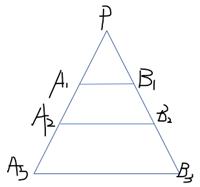 P
A₁ B₁
A₂ B₂
A₃ B₃